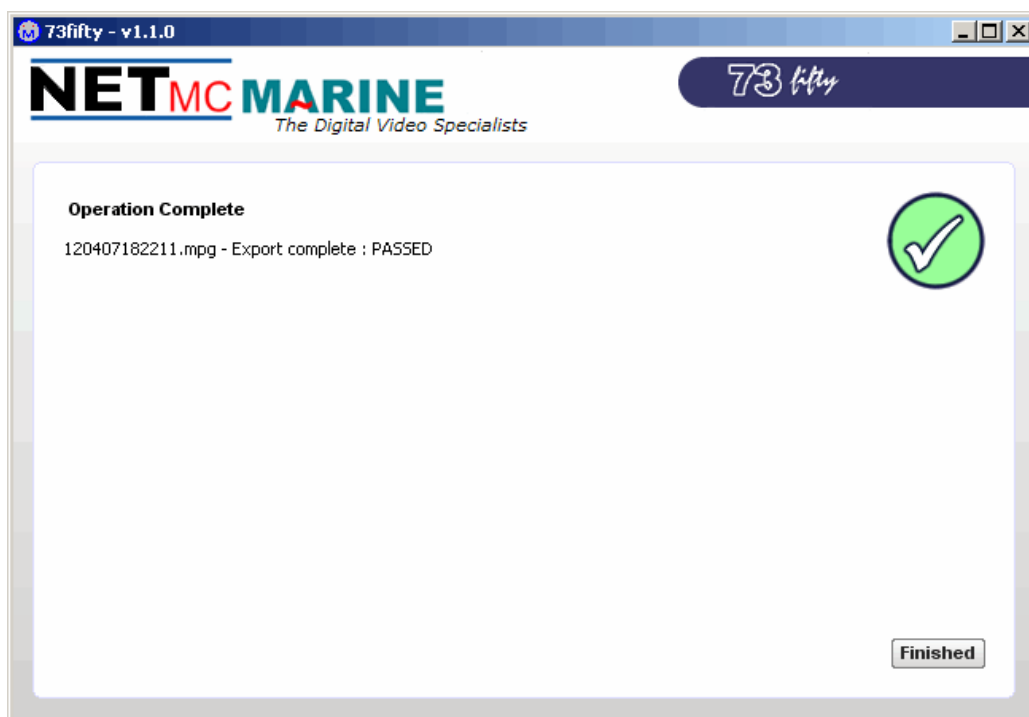 73fifty - v1.1.0
NETMC MARINE
The Digital Video Specialists
73 fifty
Operation Complete
120407182211.mpg - Export complete : PASSED
Finished